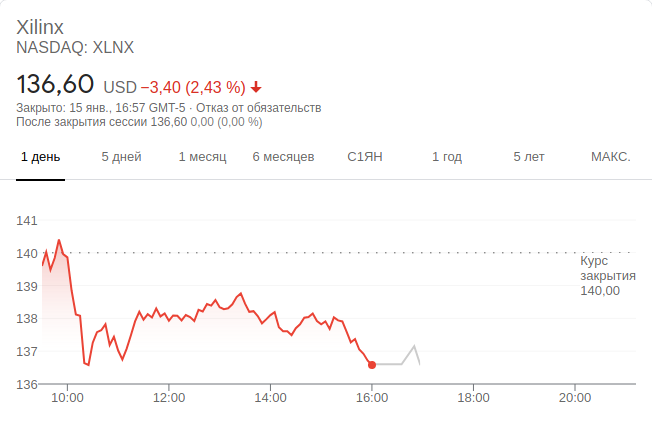 Xilinx
NASDAQ: XLNX
136,60 USD −3,40 (2,43 %)
Закрыто: 15 янв., 16:57 GMT-5 · Отказ от обязательств
После закрытия сессии 136,60 0,00 (0,00 %)
1 день 5 дней 1 месяц 6 месяцев С1ЯН 1 год 5 лет МАКС.
141
140
Курс
закрытия
139
140,00
138
137
136
10:00 12:00 14:00 16:00 18:00 20:00